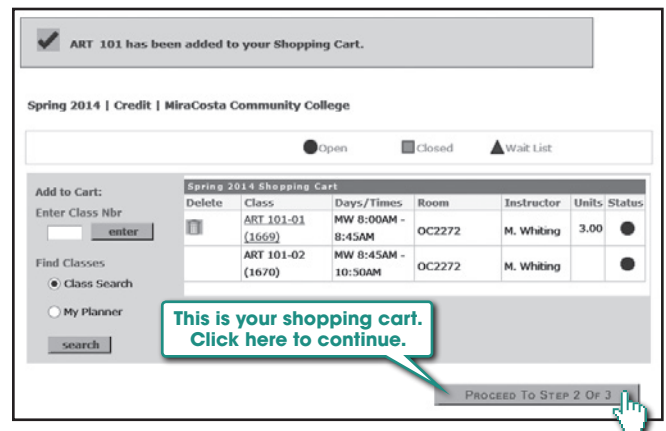 ART 101 has been added to your Shopping Cart.
Spring 2014 | Credit | MiraCosta Community College
Open Closed Wait List
Add to Cart:
Enter Class Nbr
enter
Find Classes
Class Search
My Planner
search
Spring 2014 Shopping Cart
Delete Class Days/Times Room Instructor Units Status
ART 101-01 MW 8:00AM - OC2272 M. Whiting 3.00
(1669) 8:45AM
ART 101-02 MW 8:45AM - OC2272 M. Whiting
(1670) 10:50AM
This is your shopping cart.
Click here to continue.
PROCEED TO STEP 2 OF 3